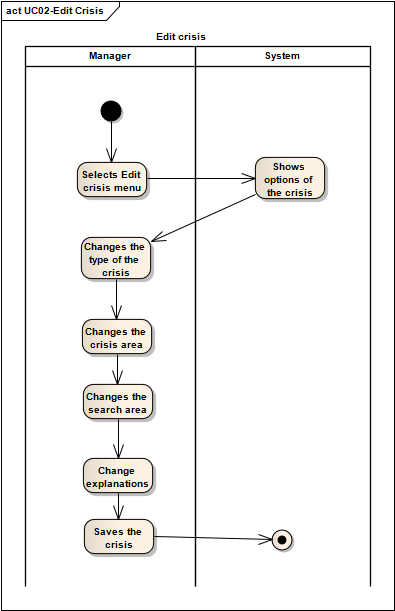 act UC02-Edit Crisis
Edit crisis
Manager
System
Selects Edit
crisis menu
Shows
options of
the crisis
Changes the
type of the
crisis
Changes the
crisis area
Changes the
search area
Change
explanations
Saves the
crisis